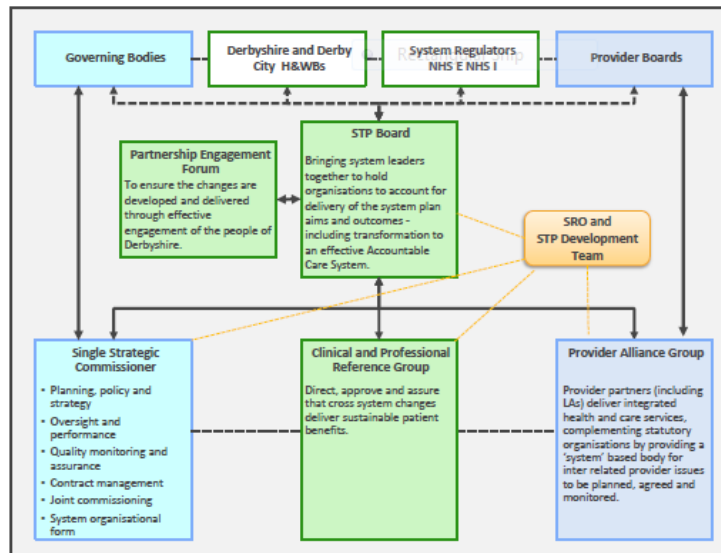 Governing Bodies
Derbyshire and Derby
City H&WBs
System Regulators
NHS E NHS I
Provider Boards
Rectangular Snip
STP Board
Bringing system leaders
together to hold
organisations to account for
delivery of the system plan
aims and outcomes -
including transformation to
an effective Accountable
Care System.
Partnership Engagement
Forum
To ensure the changes are
developed and delivered
through effective
engagement of the people of
Derbyshire.
SRO and
STP Development
Team
Single Strategic
Commissioner
• Planning, policy and
strategy
• Oversight and
performance
• Quality monitoring and
assurance
• Contract management
• Joint commissioning
• System organisational
form
Clinical and Professional
Reference Group
Direct, approve and assure
that cross system changes
deliver sustainable patient
benefits.
Provider Alliance Group
Provider partners (including
LAs) deliver integrated
health and care services,
complementing statutory
organisations by providing a
‘system’ based body for
inter related provider issues
to be planned, agreed and
monitored.